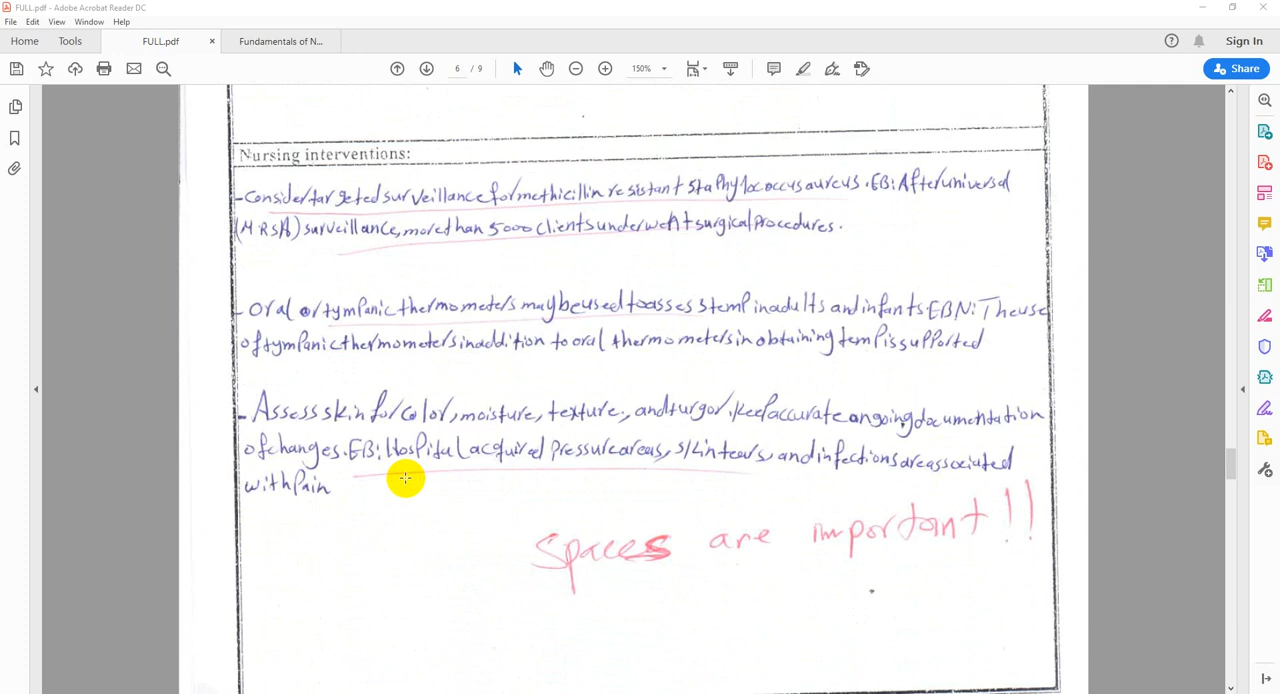 FULL.pdf - Adobe Acrobat Reader DC
File Edit View Window Help
Home Tools FULL.pdf × Fundamentals of N... Sign In
6 / 9 150% Share
Nursing interventions:
-Consider targeted surveillance for methicillin resistant staphylococcus aureus. EB: After universal
(MRSA) surveillance, more than 5000 clients underwent surgical procedures.
- Oral or tympanic thermometers may be used to assess temp in adults and infants EBN: The use
of tympanic thermometers in addition to oral thermometers in obtaining temp is supported
- Assess skin for color, moisture, texture, and turgor. Keep accurate ongoing documentation
of changes. EB: Hospital acquired pressure areas, skin tears, and infections are associated
with pain
Spaces are important!!